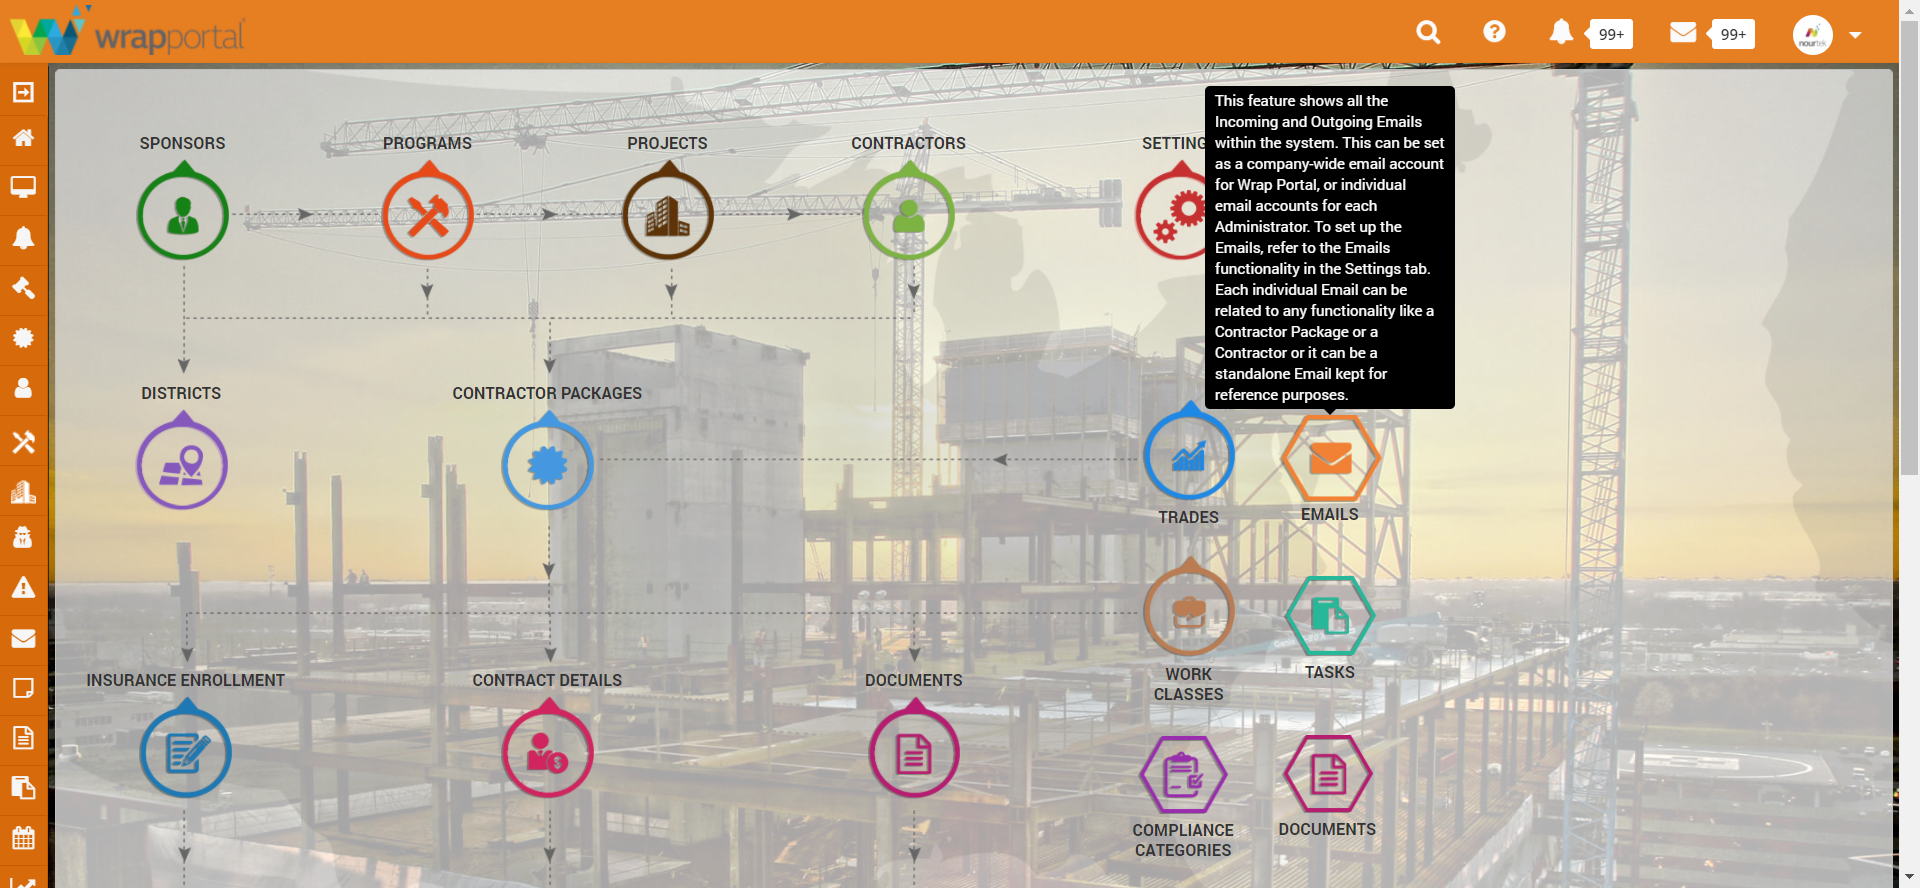 wrapportal
99+
99+
nourtek
SPONSORS
PROGRAMS
PROJECTS
CONTRACTORS
SETTING
This feature shows all the
Incoming and Outgoing Emails
within the system. This can be set
as a company-wide email account
for Wrap Portal, or individual
email accounts for each
Administrator. To set up the
Emails, refer to the Emails
functionality in the Settings tab.
Each individual Email can be
related to any functionality like a
Contractor Package or a
Contractor or it can be a
standalone Email kept for
reference purposes.
DISTRICTS
CONTRACTOR PACKAGES
TRADES
EMAILS
WORK
CLASSES
TASKS
INSURANCE ENROLLMENT
CONTRACT DETAILS
DOCUMENTS
COMPLIANCE
CATEGORIES
DOCUMENTS